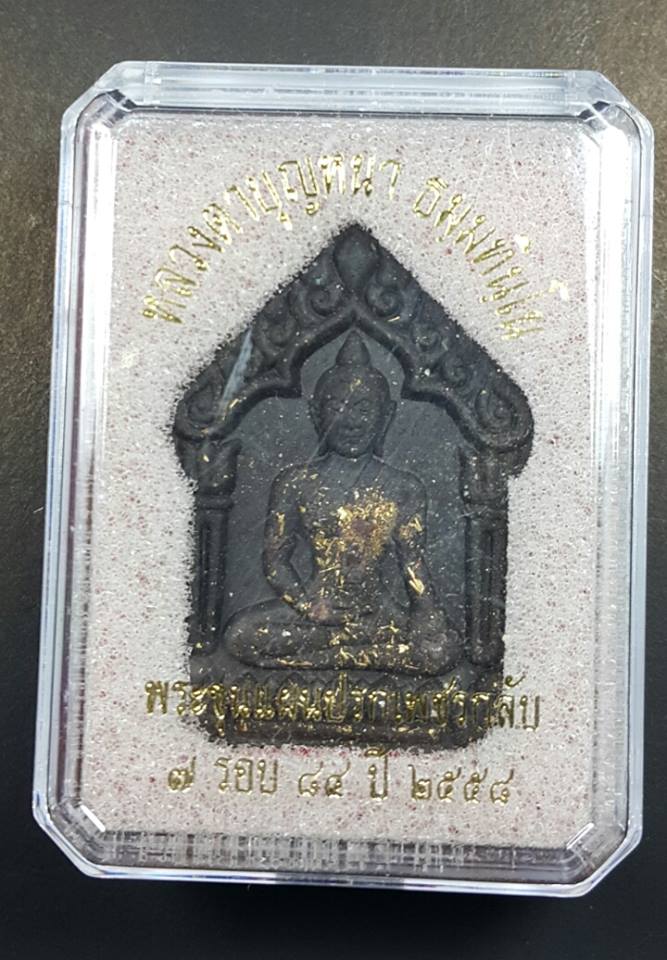 หลวงตาบุญหนา ธมฺมทินฺโน
พระขุนแผนปรกเพชรกลับ
๗ รอบ ๘๔ ปี ๒๕๕๘